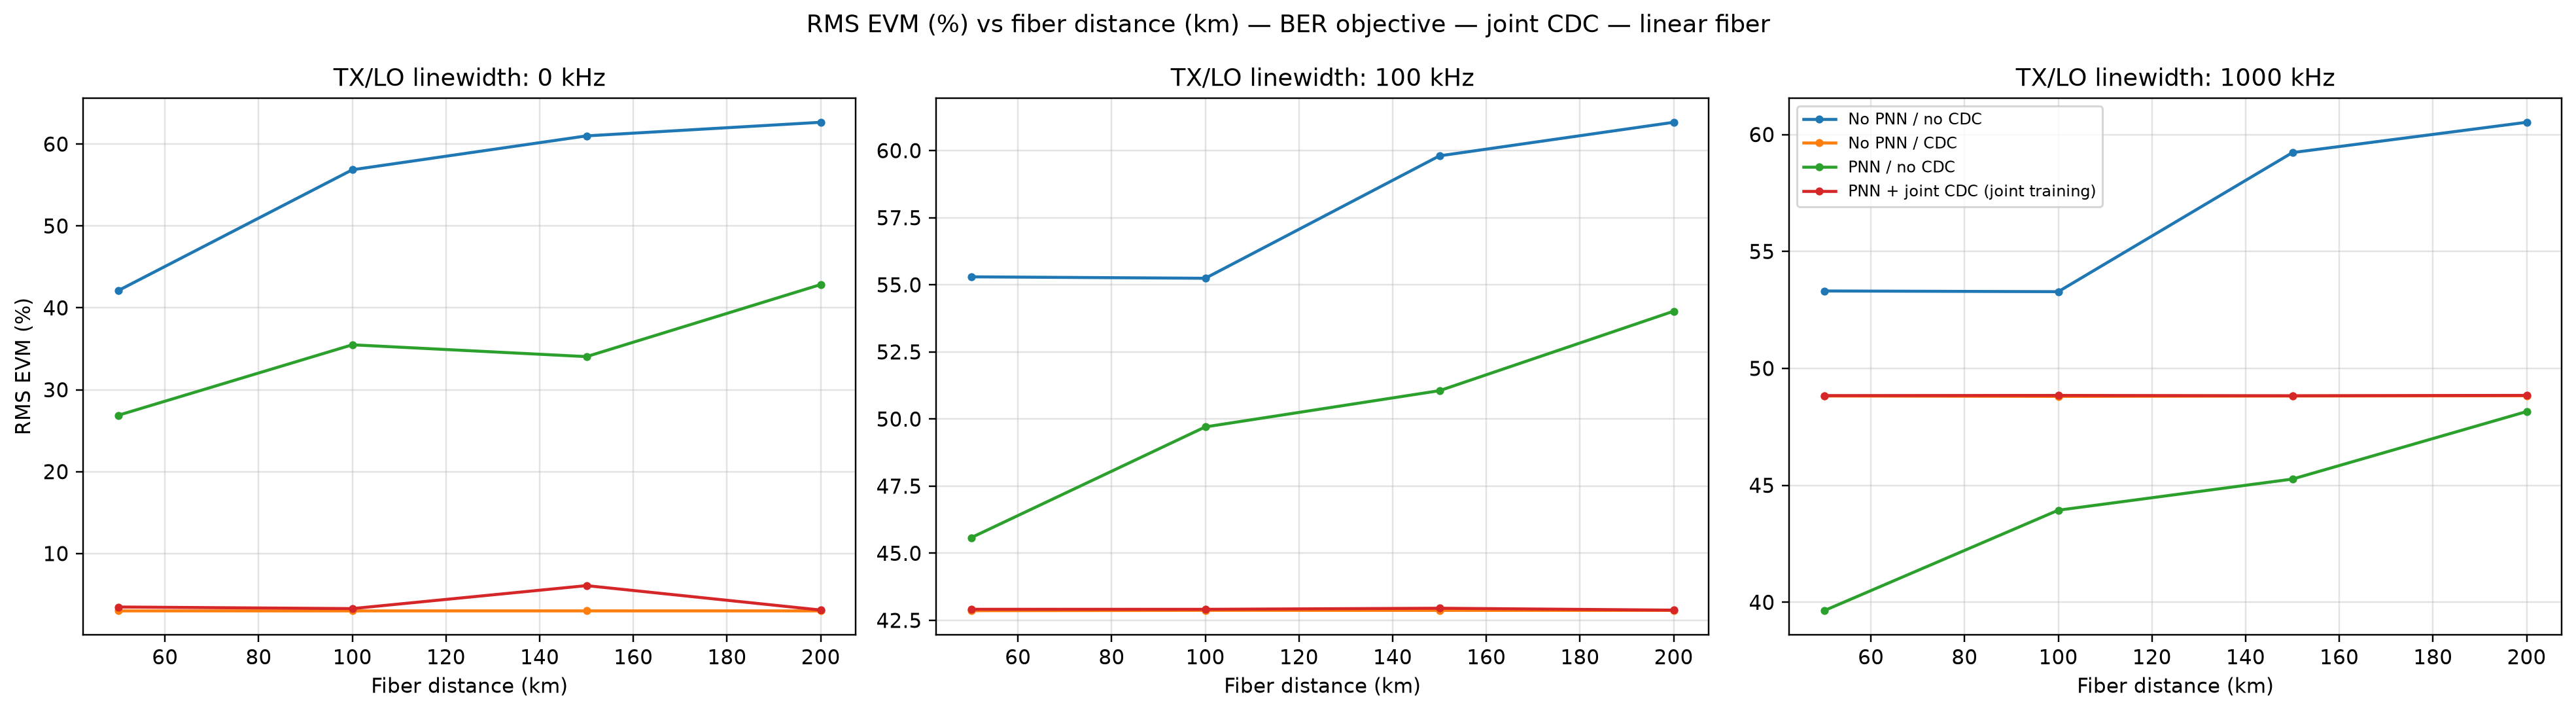 RMS EVM (%) vs fiber distance (km) — BER objective — joint CDC — linear fiber
TX/LO linewidth: 0 kHz
RMS EVM (%)
60
50
40
30
20
10
60 80 100 120 140 160 180 200
Fiber distance (km)
TX/LO linewidth: 100 kHz
60.0
57.5
55.0
52.5
50.0
47.5
45.0
42.5
60 80 100 120 140 160 180 200
Fiber distance (km)
TX/LO linewidth: 1000 kHz
No PNN / no CDC
No PNN / CDC
PNN / no CDC
PNN + joint CDC (joint training)
60
55
50
45
40
60 80 100 120 140 160 180 200
Fiber distance (km)